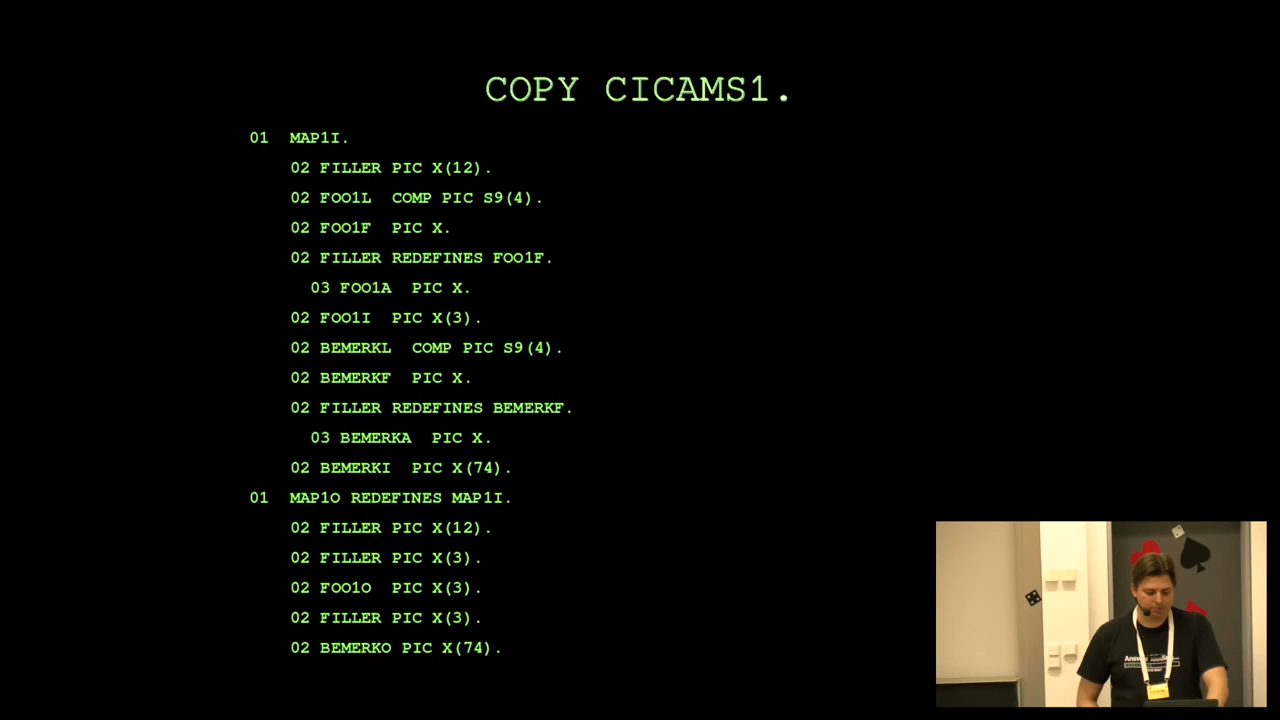 COPY CICAMS1.
01  MAP1I.
02 FILLER PIC X(12).
02 FOO1L  COMP PIC S9(4).
02 FOO1F  PIC X.
02 FILLER REDEFINES FOO1F.
03 FOO1A  PIC X.
02 FOO1I  PIC X(3).
02 BEMERKL  COMP PIC S9(4).
02 BEMERKF  PIC X.
02 FILLER REDEFINES BEMERKF.
03 BEMERKA  PIC X.
02 BEMERKI  PIC X(74).
01  MAP1O REDEFINES MAP1I.
02 FILLER PIC X(12).
02 FILLER PIC X(3).
02 FOO1O  PIC X(3).
02 FILLER PIC X(3).
02 BEMERKO PIC X(74).